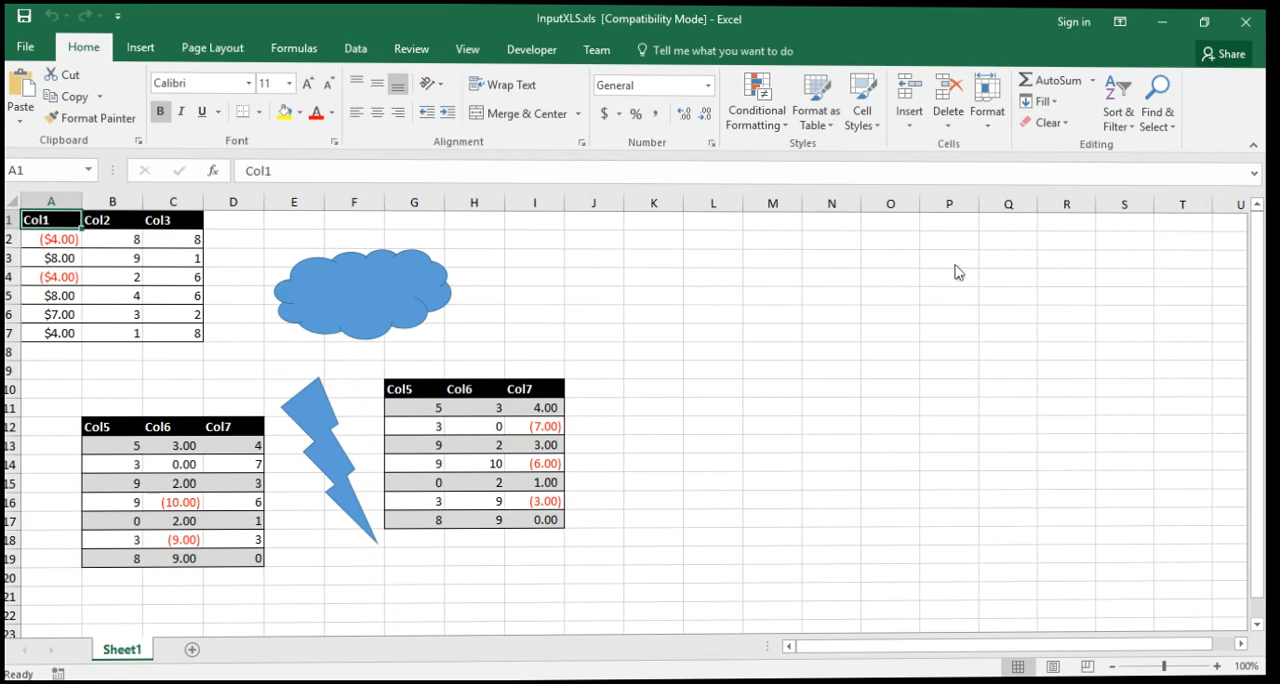 InputXLS.xls [Compatibility Mode] - Excel
Sign in
File Home Insert Page Layout Formulas Data Review View Developer Team Tell me what you want to do
Share
Paste
Cut
Copy
Format Painter
Clipboard
Calibri 11
B I U
Font
Wrap Text
Merge & Center
Alignment
General
$ % ,
Number
Conditional Formatting
Format as Table
Cell Styles
Styles
Insert
Delete
Format
Cells
AutoSum
Fill
Clear
Sort & Filter
Find & Select
Editing
A1 fx Col1
A B C D E F G H I J K L M N O P Q R S T U
1 Col1 Col2 Col3
2 ($4.00) 8 8
3 $8.00 9 1
4 ($4.00) 2 6
5 $8.00 4 6
6 $7.00 3 2
7 $4.00 1 8
8
9
10 Col5 Col6 Col7
11 5 3 4.00
12 Col5 Col6 Col7 3 0 (7.00)
13 5 3.00 4 9 2 3.00
14 3 0.00 7 9 10 (6.00)
15 9 2.00 3 0 2 1.00
16 9 (10.00) 6 3 9 (3.00)
17 0 2.00 1 8 9 0.00
18 3 (9.00) 3
19 8 9.00 0
20
21
22
23
Sheet1
Ready
100%